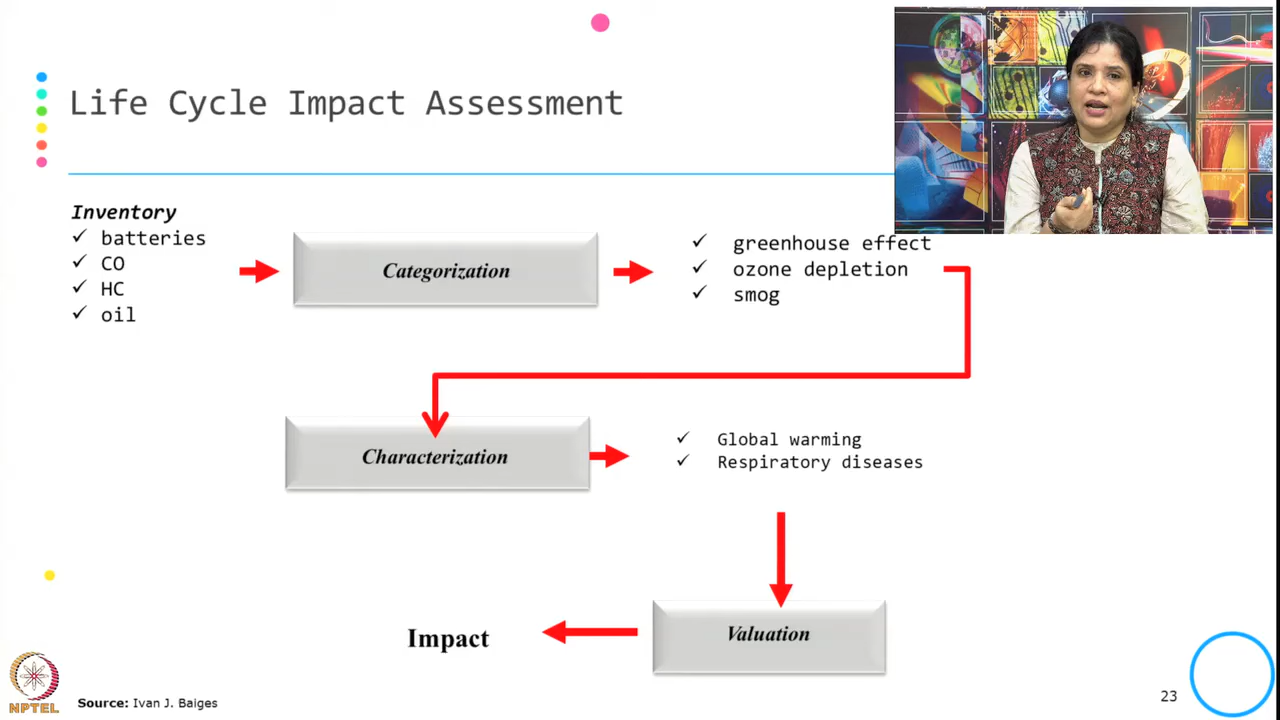 Life Cycle Impact Assessment
Inventory
✓ batteries
✓ CO
✓ HC
✓ oil
Categorization
✓ greenhouse effect
✓ ozone depletion
✓ smog
Characterization
✓ Global warming
✓ Respiratory diseases
Valuation
Impact
NPTEL
Source: Ivan J. Baiges
23